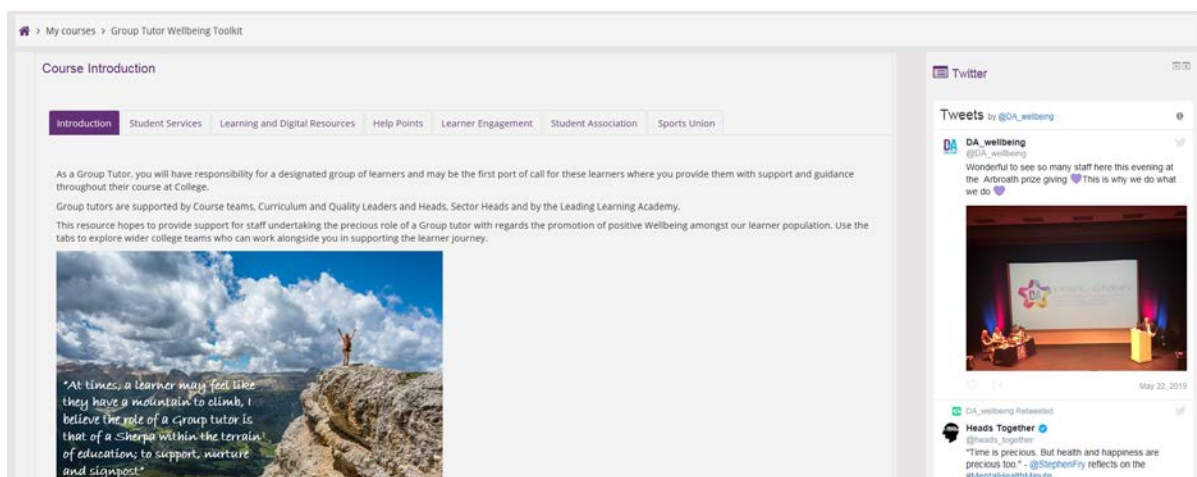 My courses > Group Tutor Wellbeing Toolkit
Course Introduction
Introduction
Student Services
Learning and Digital Resources
Help Points
Learner Engagement
Student Association
Sports Union
As a Group Tutor, you will have responsibility for a designated group of learners and may be the first port of call for these learners where you provide them with support and guidance
throughout their course at College.
Group tutors are supported by Course teams, Curriculum and Quality Leaders and Heads, Sector Heads and by the Leading Learning Academy.
This resource hopes to provide support for staff undertaking the precious role of a Group tutor with regards the promotion of positive Wellbeing amongst our learner population. Use the
tabs to explore wider college teams who can work alongside you in supporting the learner journey.
"At times, a learner may feel like
they have a mountain to climb, I
believe the role of a Group tutor is
that of a Sherpa within the terrain
of education; to support, nurture
and signpost"
Twitter
Tweets by @DA_wellbeing
DA_wellbeing
@DA_wellbeing
Wonderful to see so many staff here this evening at
the Arbroath prize giving 💜This is why we do what
we do 💜
DA
May 22, 2019
DA_wellbeing Retweeted
Heads Together
@heads_together
"Time is precious. But health and happiness are
precious too." - @StephenFry reflects on the
#MentalHealthMinute